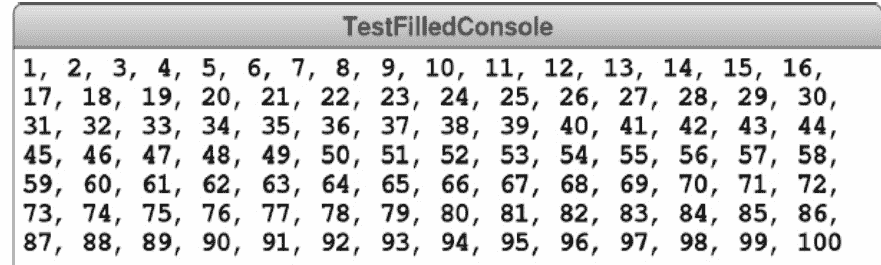 TestFilledConsole
1, 2, 3, 4, 5, 6, 7, 8, 9, 10, 11, 12, 13, 14, 15, 16,
17, 18, 19, 20, 21, 22, 23, 24, 25, 26, 27, 28, 29, 30,
31, 32, 33, 34, 35, 36, 37, 38, 39, 40, 41, 42, 43, 44,
45, 46, 47, 48, 49, 50, 51, 52, 53, 54, 55, 56, 57, 58,
59, 60, 61, 62, 63, 64, 65, 66, 67, 68, 69, 70, 71, 72,
73, 74, 75, 76, 77, 78, 79, 80, 81, 82, 83, 84, 85, 86,
87, 88, 89, 90, 91, 92, 93, 94, 95, 96, 97, 98, 99, 100